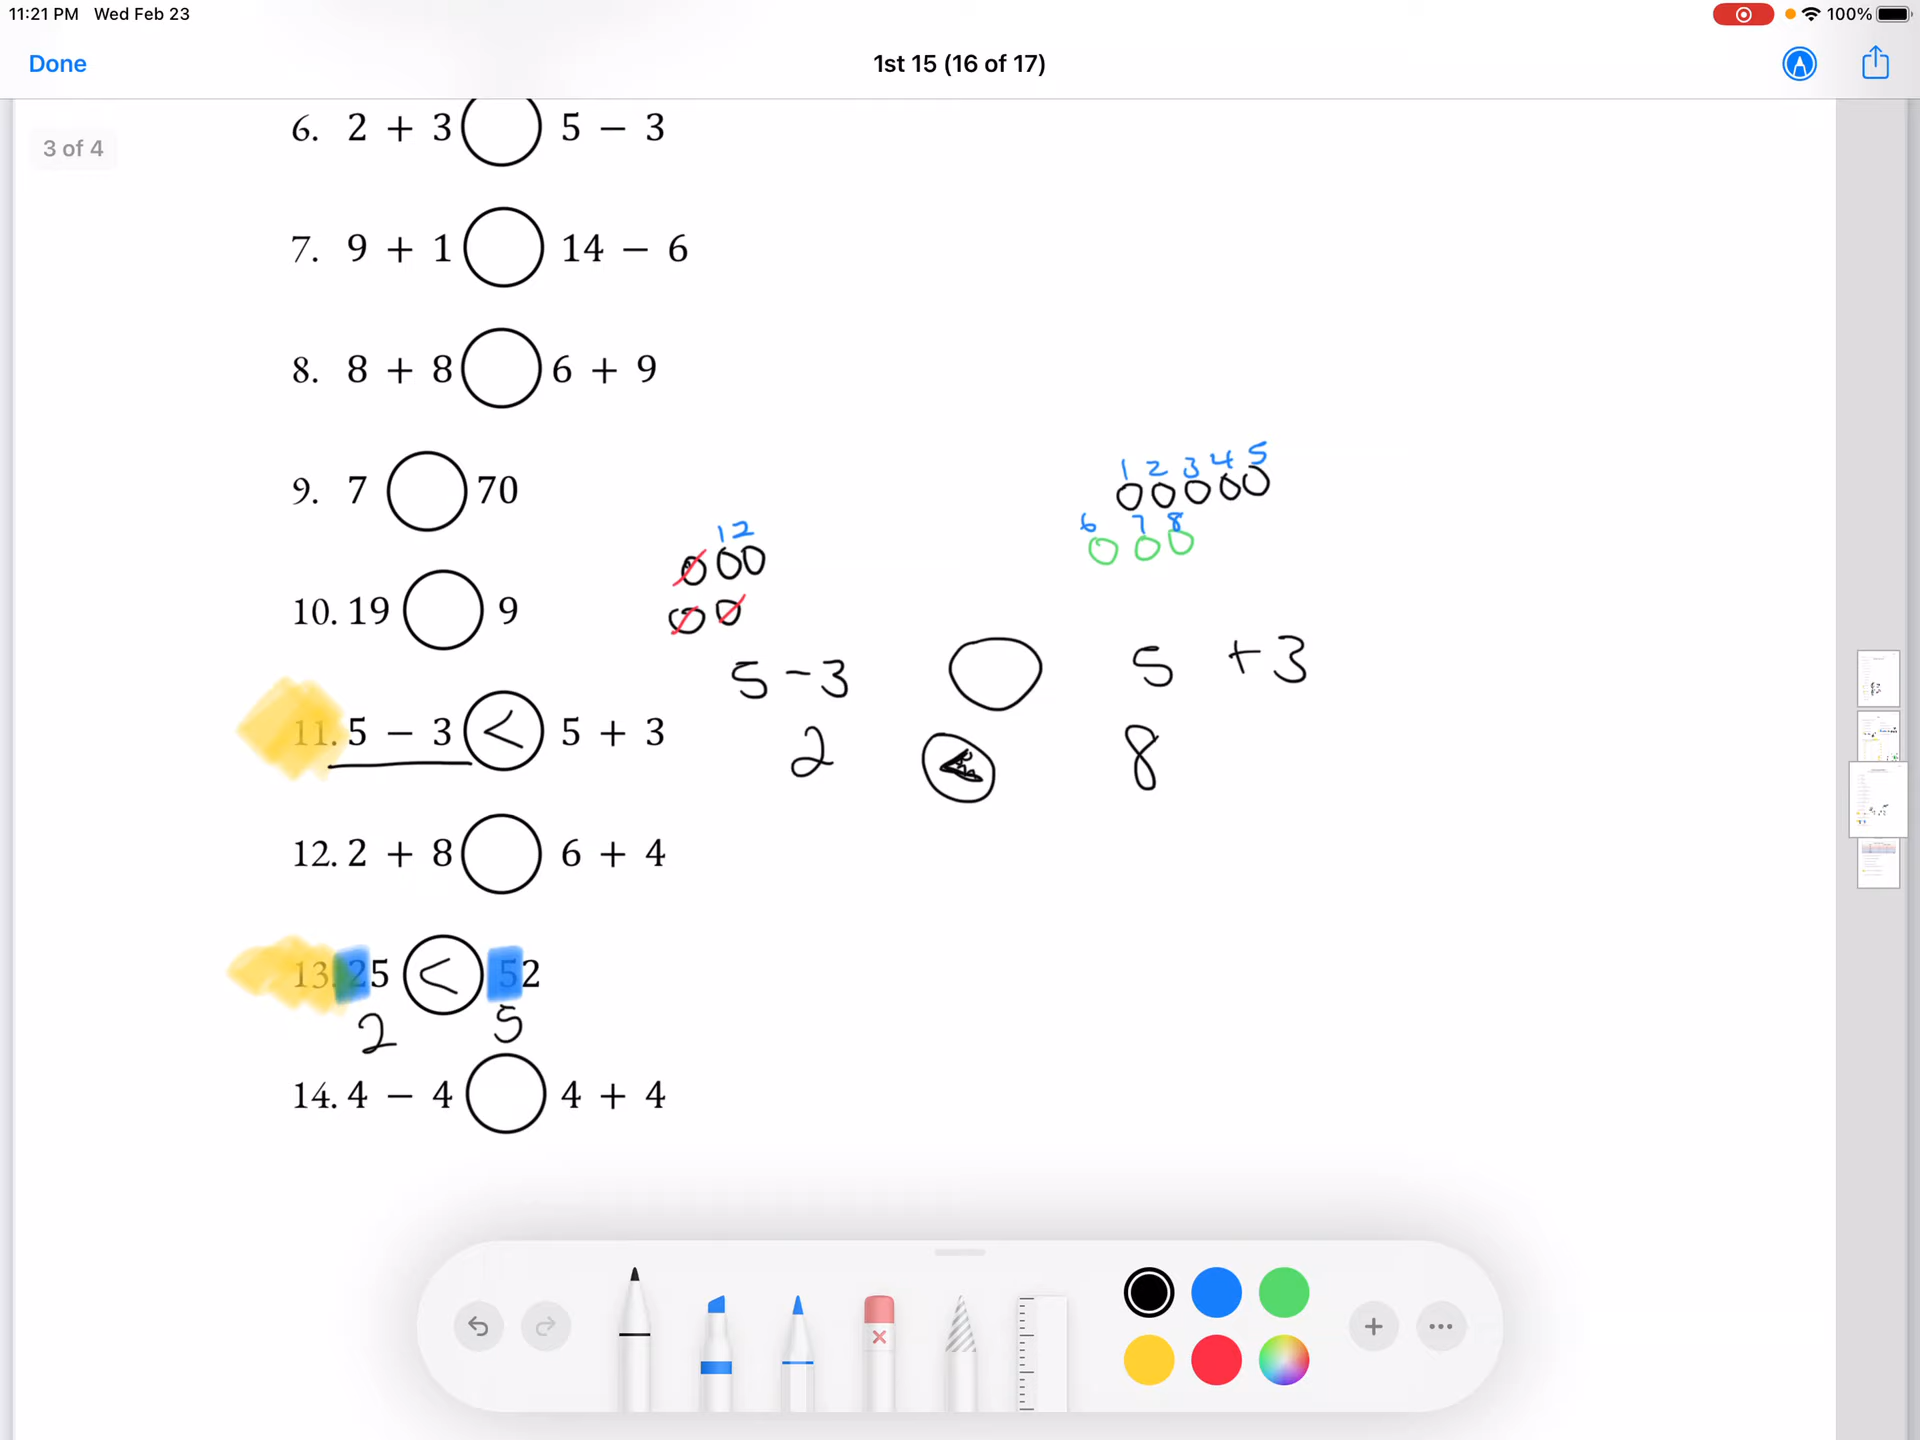 11:21 PM Wed Feb 23
100%
Done
1st 15 (16 of 17)
3 of 4
6. 2 + 3 5 − 3
7. 9 + 1 14 − 6
8. 8 + 8 6 + 9
9. 7 70
1 2 3 4 5
6 7 8
1 2
10. 19 9
5 − 3 5 + 3
11. 5 − 3 < 5 + 3
2 < 8
12. 2 + 8 6 + 4
13. 25 < 52
2 5
14. 4 − 4 4 + 4